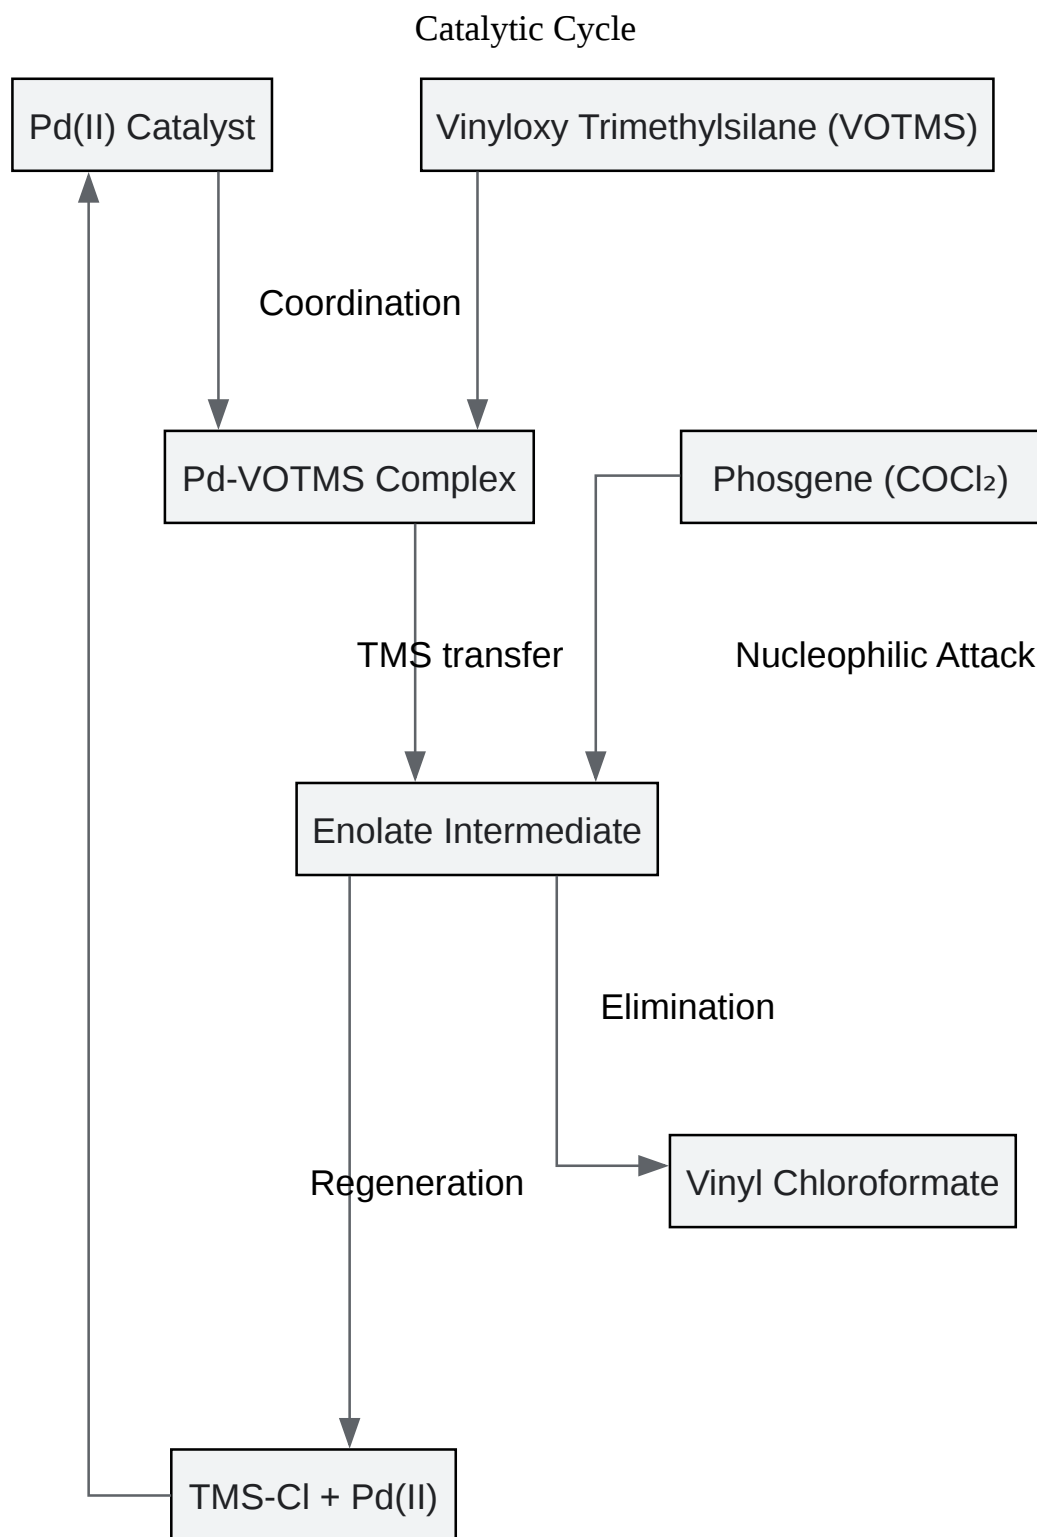 Catalytic Cycle
Pd(II) Catalyst
Vinyloxy Trimethylsilane (VOTMS)
Coordination
Pd-VOTMS Complex
Phosgene (COCl₂)
TMS transfer
Nucleophilic Attack
Enolate Intermediate
Elimination
Vinyl Chloroformate
Regeneration
TMS-Cl + Pd(II)